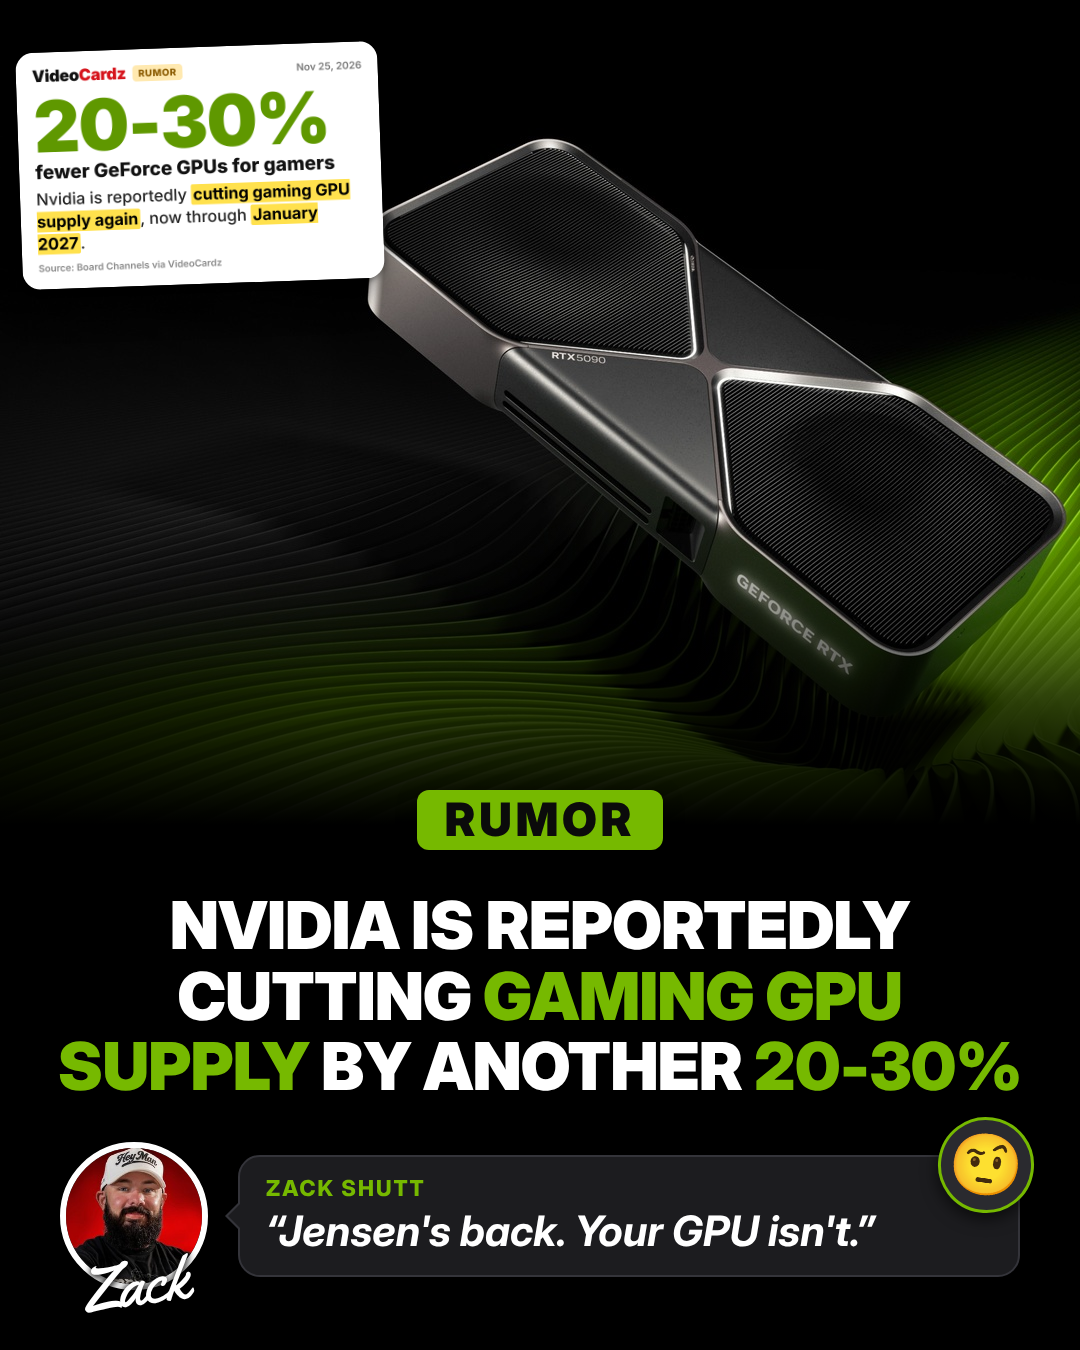 VideoCardz RUMOR Nov 25, 2026
20-30%
fewer GeForce GPUs for gamers
Nvidia is reportedly cutting gaming GPU
supply again, now through January
2027.
Source: Board Channels via VideoCardz
RTX 5090
GEFORCE RTX
RUMOR
NVIDIA IS REPORTEDLY
CUTTING GAMING GPU
SUPPLY BY ANOTHER 20-30%
Hey Man
ZACK SHUTT
“Jensen's back. Your GPU isn't.”
Zack